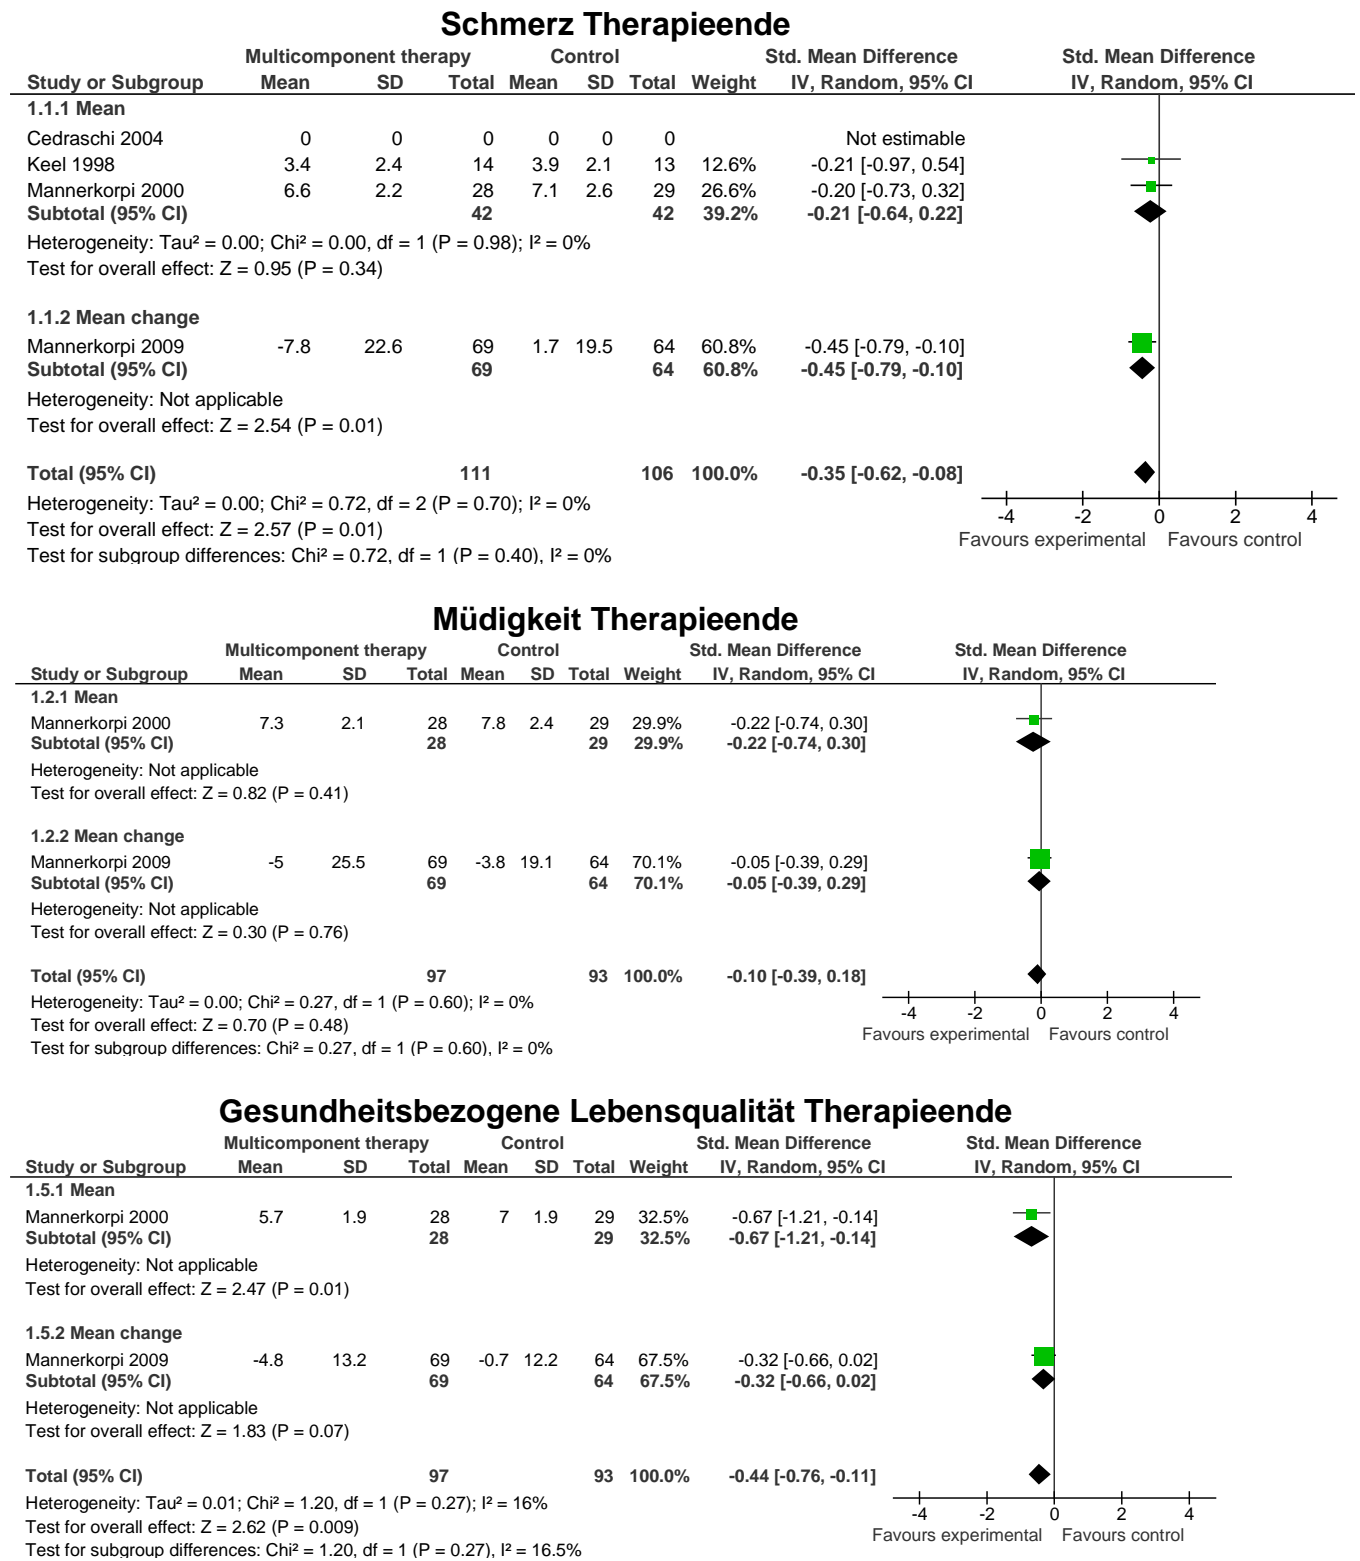 Schmerz Therapieende
Multicomponent therapy Control Std. Mean Difference Std. Mean Difference
Study or Subgroup Mean SD Total Mean SD Total Weight IV, Random, 95% CI IV, Random, 95% CI
1.1.1 Mean
Cedraschi 2004 0 0 0 0 0 0 Not estimable
Keel 1998 3.4 2.4 14 3.9 2.1 13 12.6% -0.21 [-0.97, 0.54]
Mannerkorpi 2000 6.6 2.2 28 7.1 2.6 29 26.6% -0.20 [-0.73, 0.32]
Subtotal (95% CI) 42 42 39.2% -0.21 [-0.64, 0.22]
Heterogeneity: Tau² = 0.00; Chi² = 0.00, df = 1 (P = 0.98); I² = 0%
Test for overall effect: Z = 0.95 (P = 0.34)
1.1.2 Mean change
Mannerkorpi 2009 -7.8 22.6 69 1.7 19.5 64 60.8% -0.45 [-0.79, -0.10]
Subtotal (95% CI) 69 64 60.8% -0.45 [-0.79, -0.10]
Heterogeneity: Not applicable
Test for overall effect: Z = 2.54 (P = 0.01)
Total (95% CI) 111 106 100.0% -0.35 [-0.62, -0.08]
Heterogeneity: Tau² = 0.00; Chi² = 0.72, df = 2 (P = 0.70); I² = 0%
Test for overall effect: Z = 2.57 (P = 0.01)
Test for subgroup differences: Chi² = 0.72, df = 1 (P = 0.40), I² = 0%
-4 -2 0 2 4
Favours experimental Favours control
Müdigkeit Therapieende
Multicomponent therapy Control Std. Mean Difference Std. Mean Difference
Study or Subgroup Mean SD Total Mean SD Total Weight IV, Random, 95% CI IV, Random, 95% CI
1.2.1 Mean
Mannerkorpi 2000 7.3 2.1 28 7.8 2.4 29 29.9% -0.22 [-0.74, 0.30]
Subtotal (95% CI) 28 29 29.9% -0.22 [-0.74, 0.30]
Heterogeneity: Not applicable
Test for overall effect: Z = 0.82 (P = 0.41)
1.2.2 Mean change
Mannerkorpi 2009 -5 25.5 69 -3.8 19.1 64 70.1% -0.05 [-0.39, 0.29]
Subtotal (95% CI) 69 64 70.1% -0.05 [-0.39, 0.29]
Heterogeneity: Not applicable
Test for overall effect: Z = 0.30 (P = 0.76)
Total (95% CI) 97 93 100.0% -0.10 [-0.39, 0.18]
Heterogeneity: Tau² = 0.00; Chi² = 0.27, df = 1 (P = 0.60); I² = 0%
Test for overall effect: Z = 0.70 (P = 0.48)
Test for subgroup differences: Chi² = 0.27, df = 1 (P = 0.60), I² = 0%
-4 -2 0 2 4
Favours experimental Favours control
Gesundheitsbezogene Lebensqualität Therapieende
Multicomponent therapy Control Std. Mean Difference Std. Mean Difference
Study or Subgroup Mean SD Total Mean SD Total Weight IV, Random, 95% CI IV, Random, 95% CI
1.5.1 Mean
Mannerkorpi 2000 5.7 1.9 28 7 1.9 29 32.5% -0.67 [-1.21, -0.14]
Subtotal (95% CI) 28 29 32.5% -0.67 [-1.21, -0.14]
Heterogeneity: Not applicable
Test for overall effect: Z = 2.47 (P = 0.01)
1.5.2 Mean change
Mannerkorpi 2009 -4.8 13.2 69 -0.7 12.2 64 67.5% -0.32 [-0.66, 0.02]
Subtotal (95% CI) 69 64 67.5% -0.32 [-0.66, 0.02]
Heterogeneity: Not applicable
Test for overall effect: Z = 1.83 (P = 0.07)
Total (95% CI) 97 93 100.0% -0.44 [-0.76, -0.11]
Heterogeneity: Tau² = 0.01; Chi² = 1.20, df = 1 (P = 0.27); I² = 16%
Test for overall effect: Z = 2.62 (P = 0.009)
Test for subgroup differences: Chi² = 1.20, df = 1 (P = 0.27), I² = 16.5%
-4 -2 0 2 4
Favours experimental Favours control